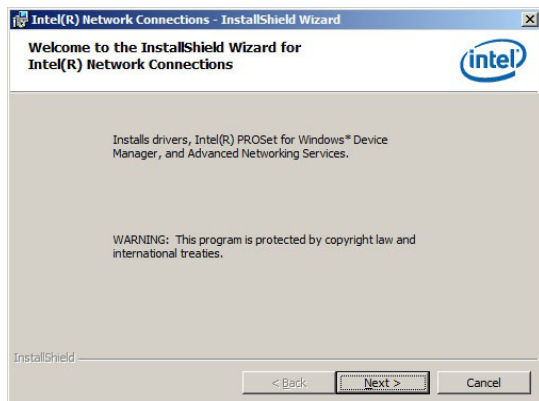 Intel(R) Network Connections - InstallShield Wizard
Welcome to the InstallShield Wizard for
Intel(R) Network Connections
intel
Installs drivers, Intel(R) PROSet for Windows* Device
Manager, and Advanced Networking Services.
WARNING: This program is protected by copyright law and
international treaties.
InstallShield
< Back
Next >
Cancel